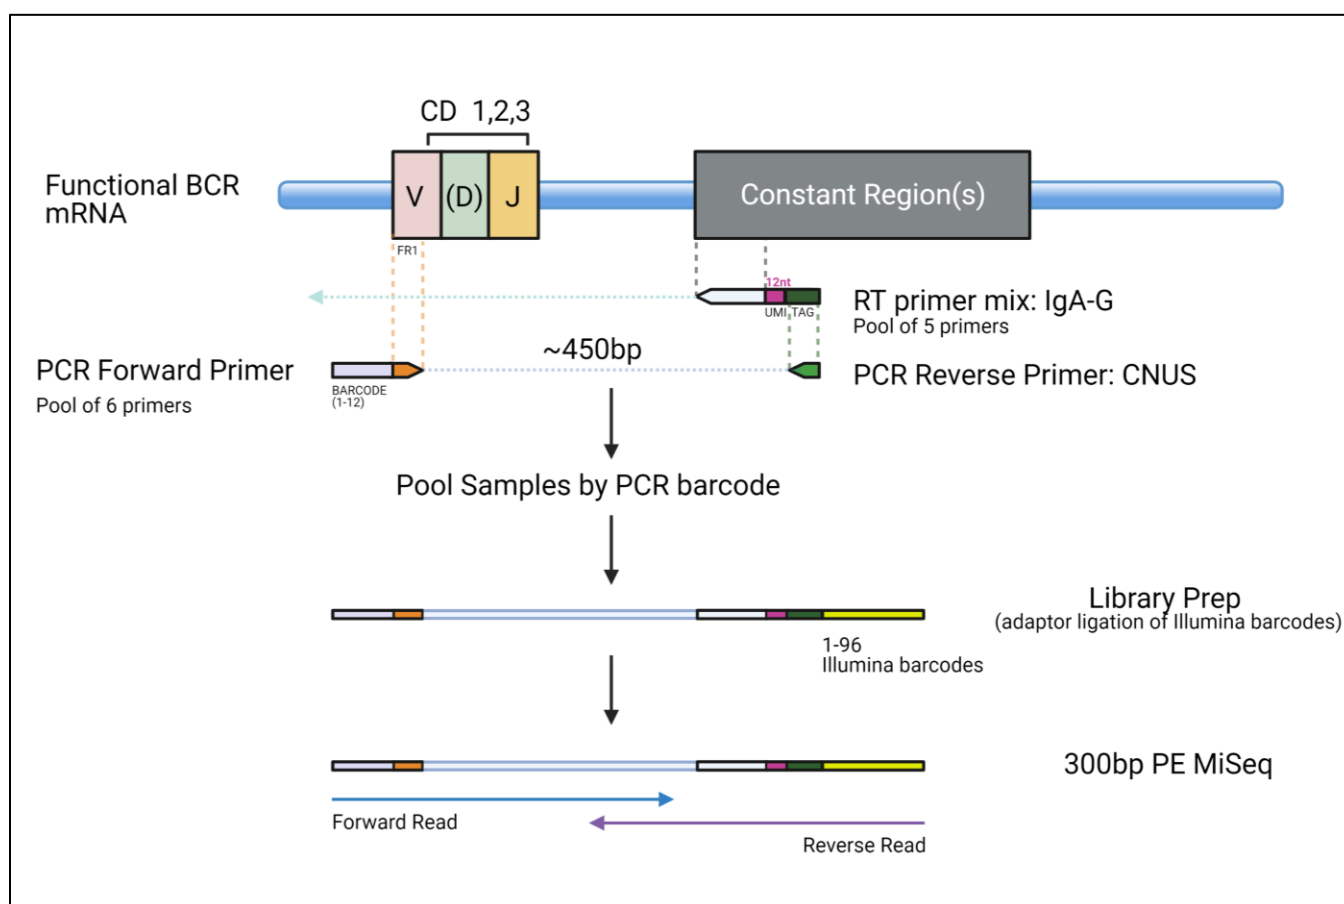 CD 1,2,3
Functional BCR
mRNA
V
(D)
J
Constant Region(s)
FR1
12nt
UMI
TAG
RT primer mix: IgA-G
Pool of 5 primers
~450bp
PCR Forward Primer
Pool of 6 primers
BARCODE
(1-12)
PCR Reverse Primer: CNUS
Pool Samples by PCR barcode
Library Prep
(adaptor ligation of Illumina barcodes)
1-96
Illumina barcodes
300bp PE MiSeq
Forward Read
Reverse Read